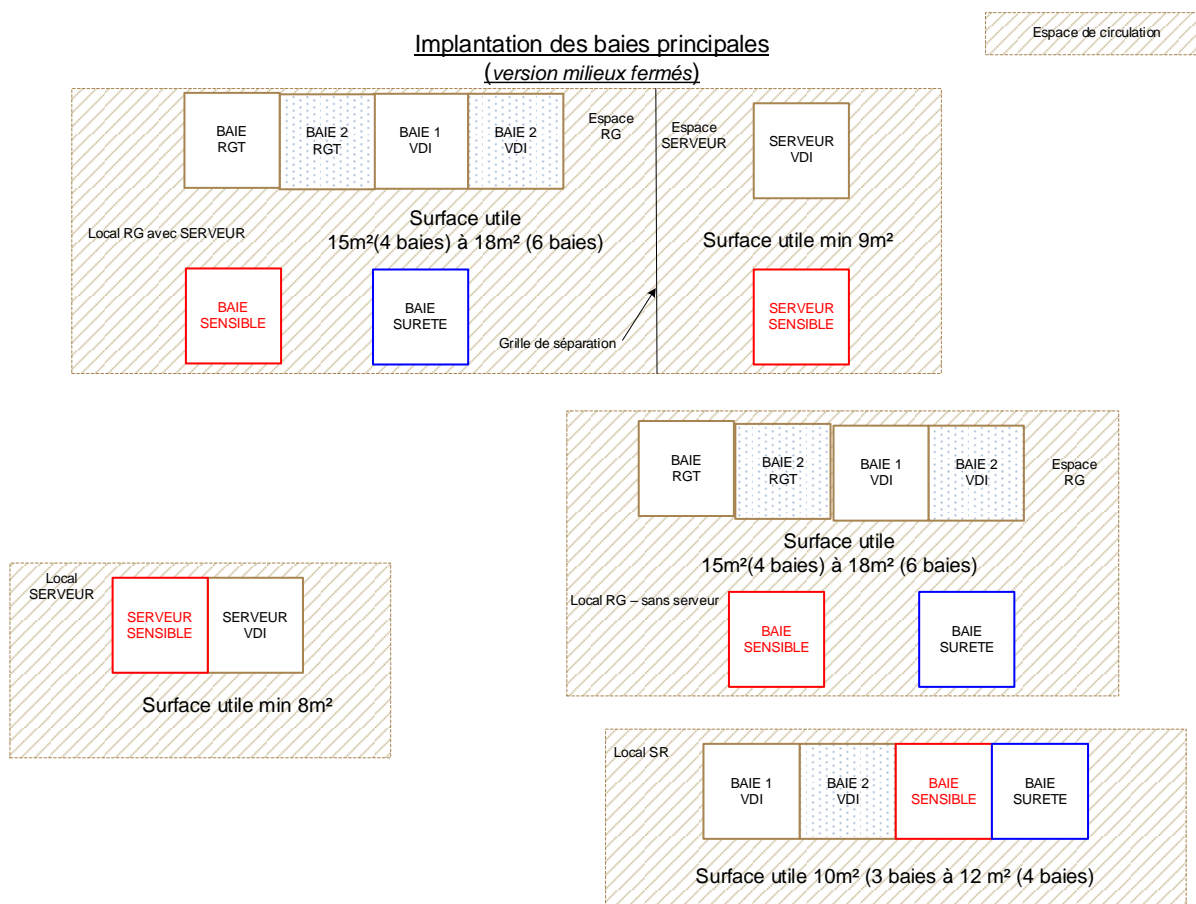 Implantation des baies principales
(version milieux fermés)
Espace de circulation
BAIE
RGT
BAIE 2
RGT
BAIE 1
VDI
BAIE 2
VDI
Espace
RG
Espace
SERVEUR
SERVEUR
VDI
Local RG avec SERVEUR
Surface utile
15m²(4 baies) à 18m² (6 baies)
Surface utile min 9m²
BAIE
SENSIBLE
BAIE
SURETE
Grille de séparation
SERVEUR
SENSIBLE
BAIE
RGT
BAIE 2
RGT
BAIE 1
VDI
BAIE 2
VDI
Espace
RG
Surface utile
15m²(4 baies) à 18m² (6 baies)
Local RG – sans serveur
BAIE
SENSIBLE
BAIE
SURETE
Local
SERVEUR
SERVEUR
SENSIBLE
SERVEUR
VDI
Surface utile min 8m²
Local SR
BAIE 1
VDI
BAIE 2
VDI
BAIE
SENSIBLE
BAIE
SURETE
Surface utile 10m² (3 baies à 12 m² (4 baies)